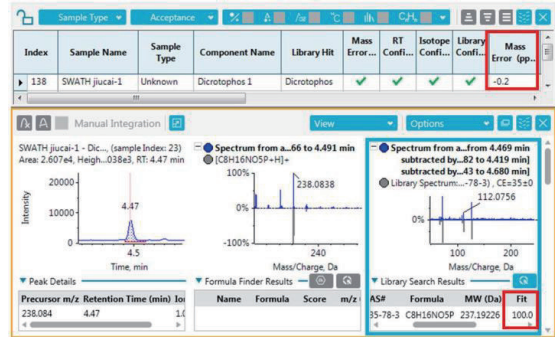 Sample Type Acceptance
Index Sample Name Sample Type Component Name Library Hit Mass Error... RT Confi... Isotope Confi... Library Confi... Mass Error (pp...
138 SWATH jiucai-1 Unknown Dicrotophos 1 Dicrotophos -0.2
Manual Integration View Options
SWATH jiucai-1 - Dic..., (sample Index: 23)
Area: 2.607e4, Heigh...038e3, RT: 4.47 min
20000
10000
0
Intensity
4.47
4.5
Time, min
Spectrum from a...66 to 4.491 min
[C8H16NO5P+H]+
100%
238.0838
0%
-100%
240
Mass/Charge, Da
Spectrum from a...from 4.469 min
subtracted by...82 to 4.419 min]
subtracted by...43 to 4.680 min]
Library Spectrum:...-78-3) , CE=35±0
112.0756
0%
100 200
Mass/Charge, Da
Peak Details
Precursor m/z Retention Time (min)
238.084 4.47
Formula Finder Results
Name Formula Score m/z
Library Search Results
AS# Formula MW (Da) Fit
35-78-3 C8H16NO5P 237.19226 100.0